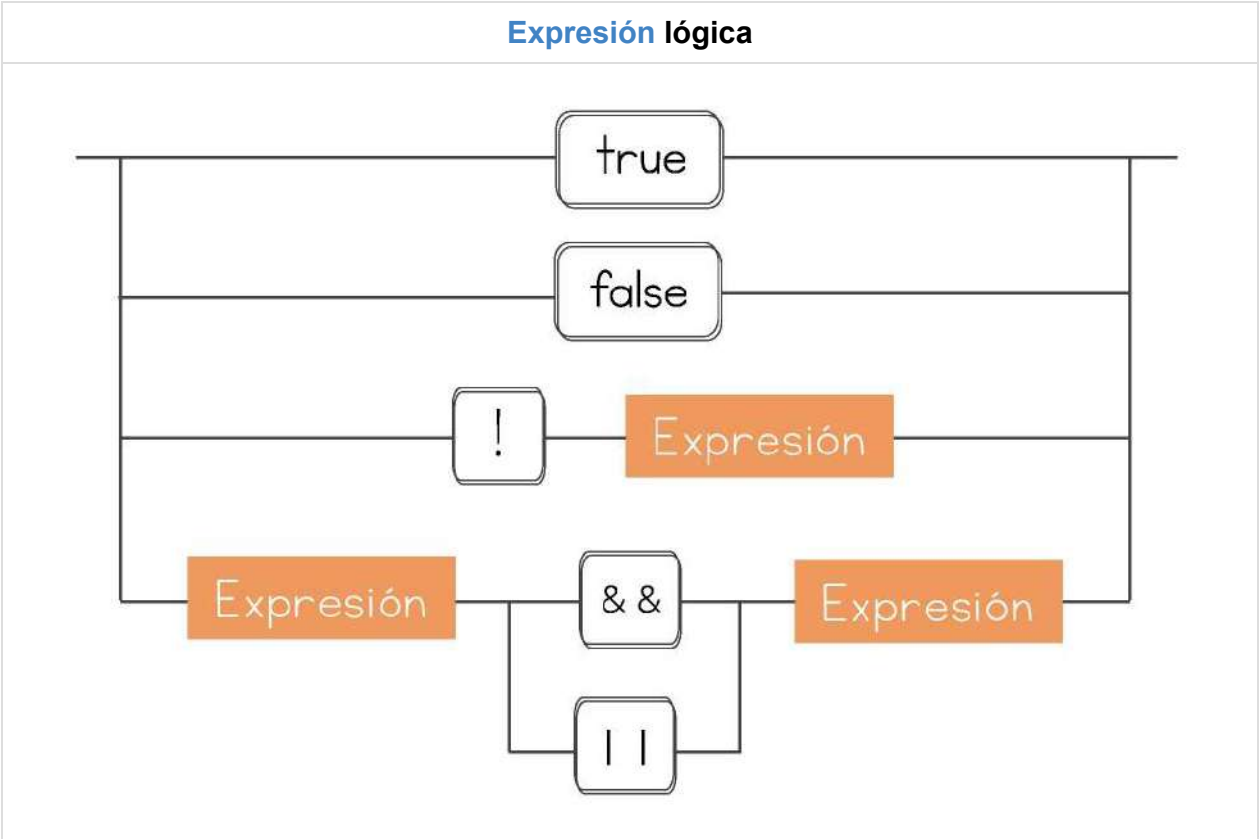 Expresión lógica
true
false
! Expresión
Expresión && Expresión
||